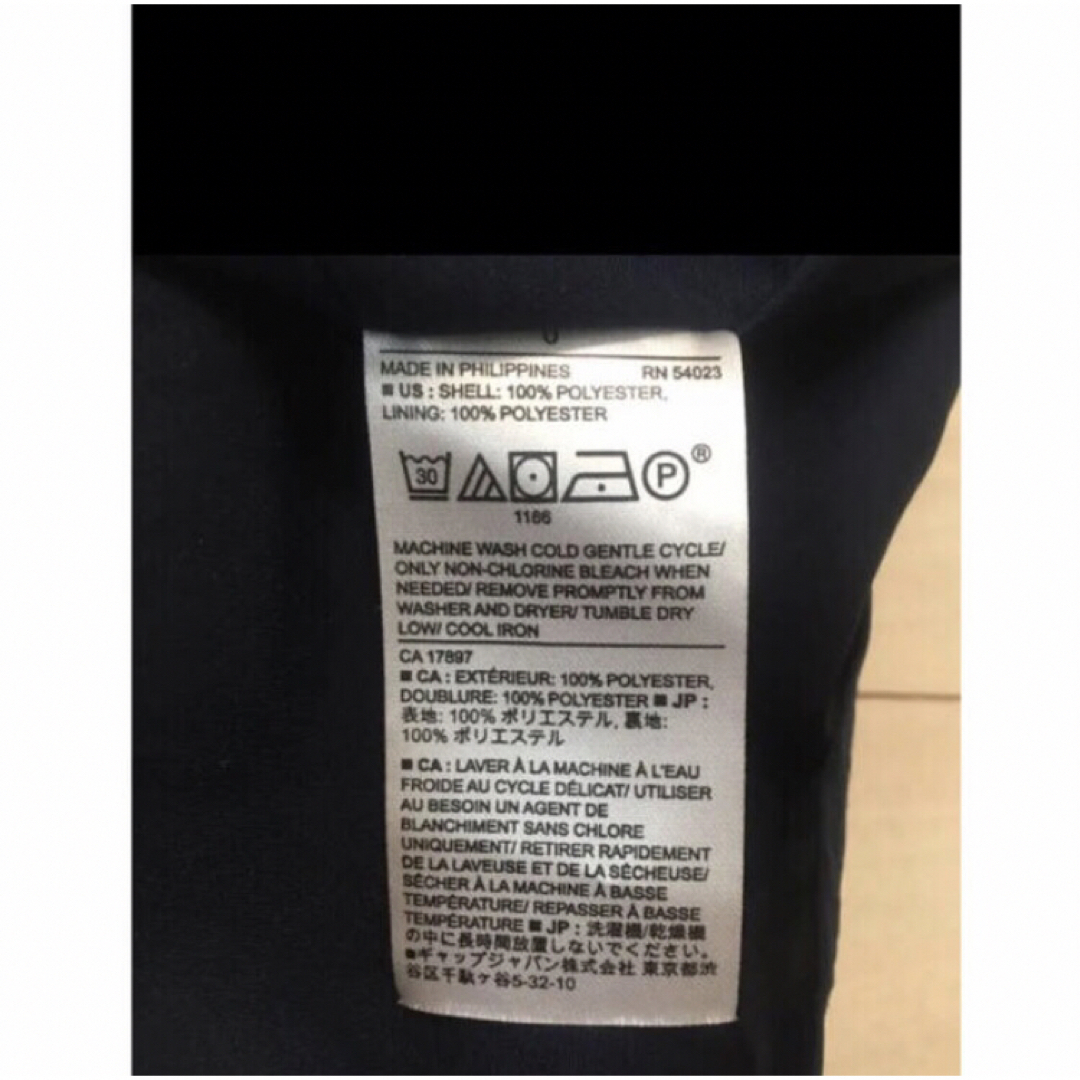 0
MADE IN PHILIPPINES RN 54023
■ US : SHELL: 100% POLYESTER,
LINING: 100% POLYESTER
30 P ®
1166
MACHINE WASH COLD GENTLE CYCLE/
ONLY NON-CHLORINE BLEACH WHEN
NEEDED/ REMOVE PROMPTLY FROM
WASHER AND DRYER/ TUMBLE DRY
LOW/ COOL IRON
CA 17897
■ CA : EXTÉRIEUR: 100% POLYESTER,
DOUBLURE: 100% POLYESTER ■ JP :
表地: 100% ポリエステル, 裏地:
100% ポリエステル
■ CA : LAVER À LA MACHINE À L'EAU
FROIDE AU CYCLE DÉLICAT/ UTILISER
AU BESOIN UN AGENT DE
BLANCHIMENT SANS CHLORE
UNIQUEMENT/ RETIRER RAPIDEMENT
DE LA LAVEUSE ET DE LA SÉCHEUSE/
SÉCHER À LA MACHINE À BASSE
TEMPÉRATURE/ REPASSER À BASSE
TEMPÉRATURE ■ JP : 洗濯機/乾燥機
の中に長時間放置しないでください。
■ギャップジャパン株式会社 東京都渋
谷区千駄ヶ谷5-32-10